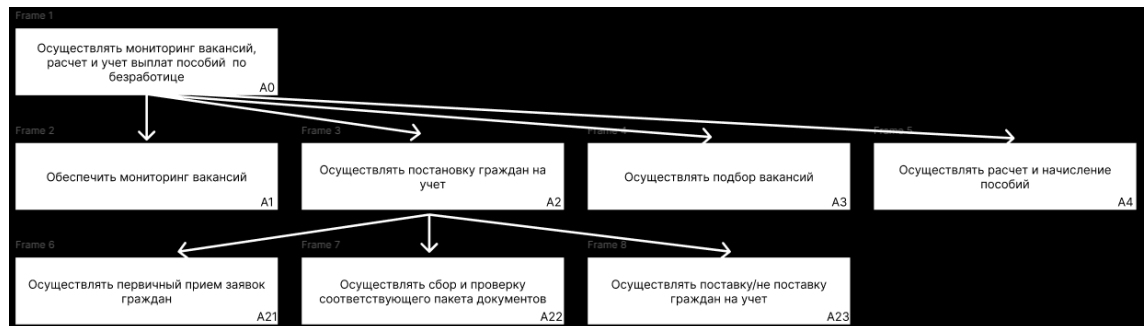 Frame 1
Осуществлять мониторинг вакансий,
расчет и учет выплат пособий по
безработице
A0
Frame 2
Frame 3
Frame 4
Frame 5
Обеспечить мониторинг вакансий
A1
Осуществлять постановку граждан на
учет
A2
Осуществлять подбор вакансий
A3
Осуществлять расчет и начисление
пособий
A4
Frame 6
Frame 7
Frame 8
Осуществлять первичный прием заявок
граждан
A21
Осуществлять сбор и проверку
соответствующего пакета документов
A22
Осуществлять поставку/не поставку
граждан на учет
A23